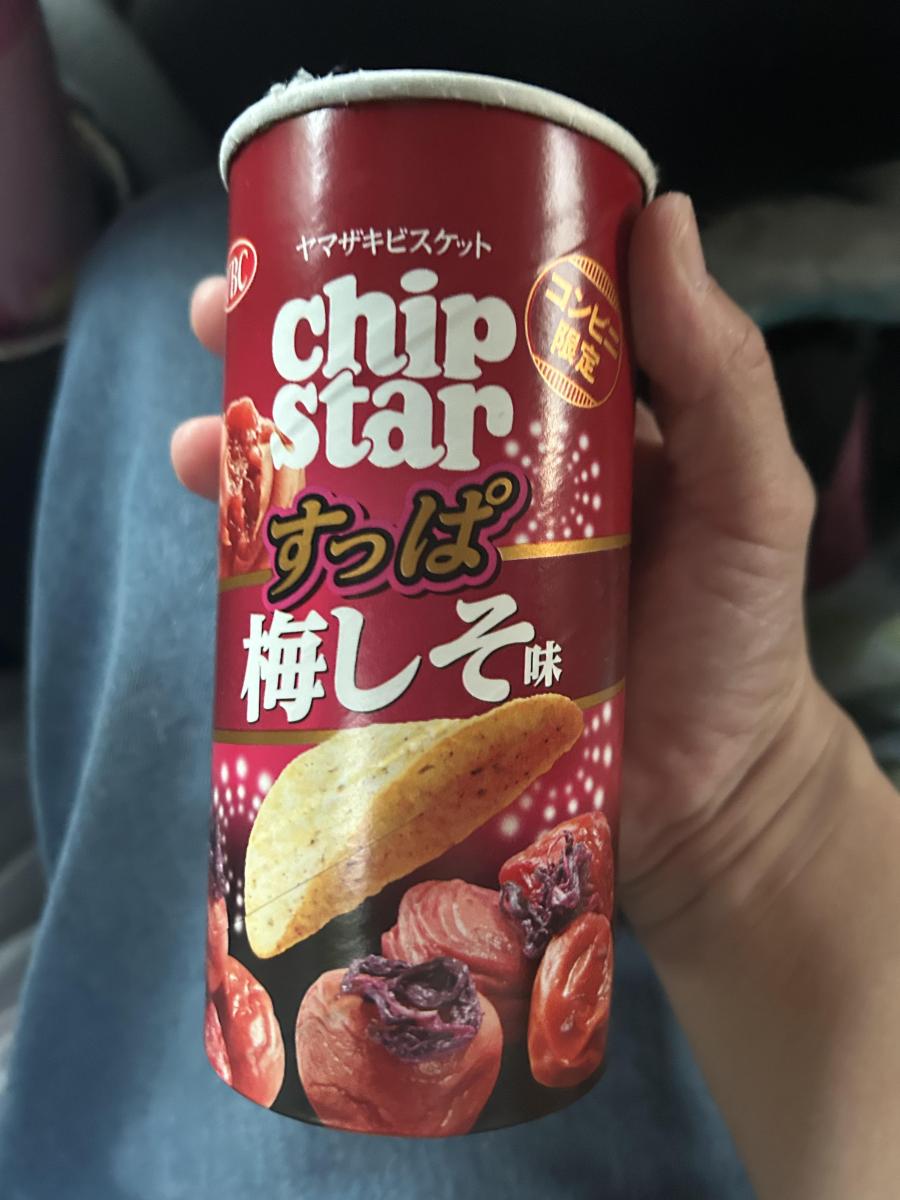 ヤマザキビスケット
YBC
chip
star
コンビニ
限定
すっぱ
梅しそ味